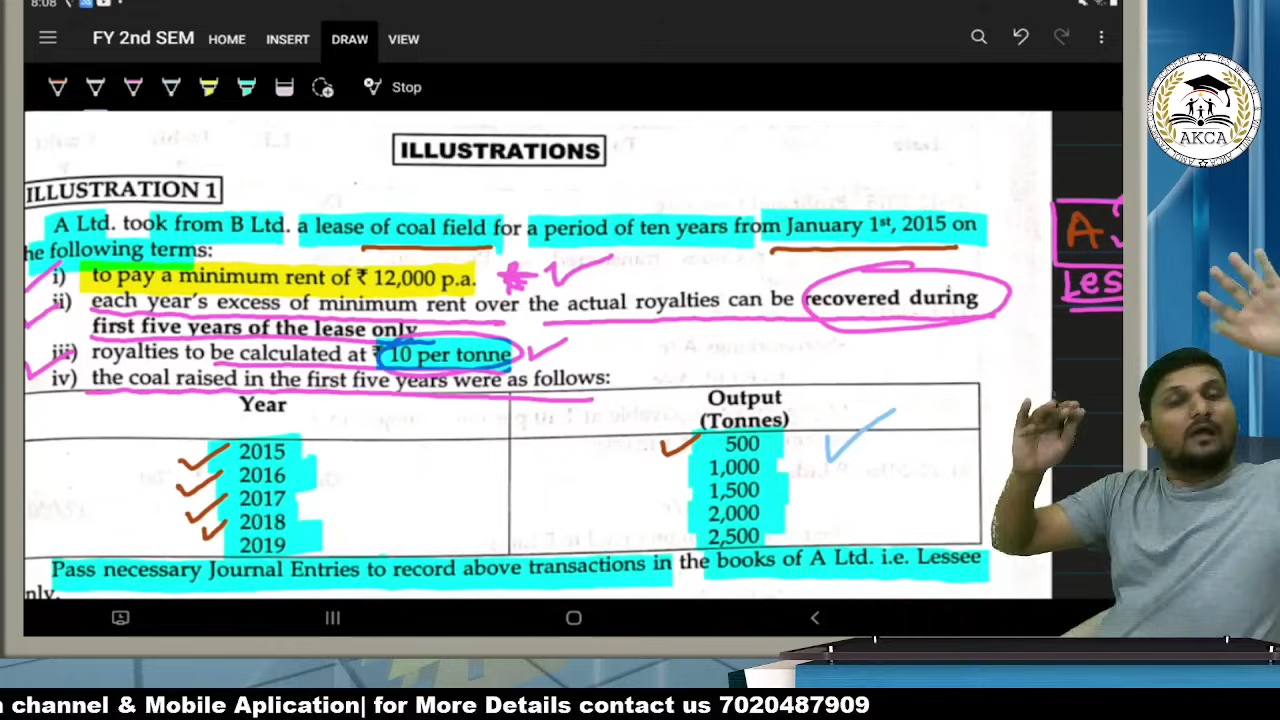 8:08
FY 2nd SEM HOME INSERT DRAW VIEW
Stop
ILLUSTRATIONS
ILLUSTRATION 1
A Ltd. took from B Ltd. a lease of coal field for a period of ten years from January 1st, 2015 on
he following terms:
i) to pay a minimum rent of ₹ 12,000 p.a.
ii) each year's excess of minimum rent over the actual royalties can be recovered during
first five years of the lease only
iii) royalties to be calculated at ₹ 10 per tonne
iv) the coal raised in the first five years were as follows:
Year Output
(Tonnes)
2015 500
2016 1,000
2017 1,500
2018 2,000
2019 2,500
Pass necessary Journal Entries to record above transactions in the books of A Ltd. i.e. Lessee
nly.
A
Les
AKCA
n channel & Mobile Aplication| for More Details contact us 7020487909